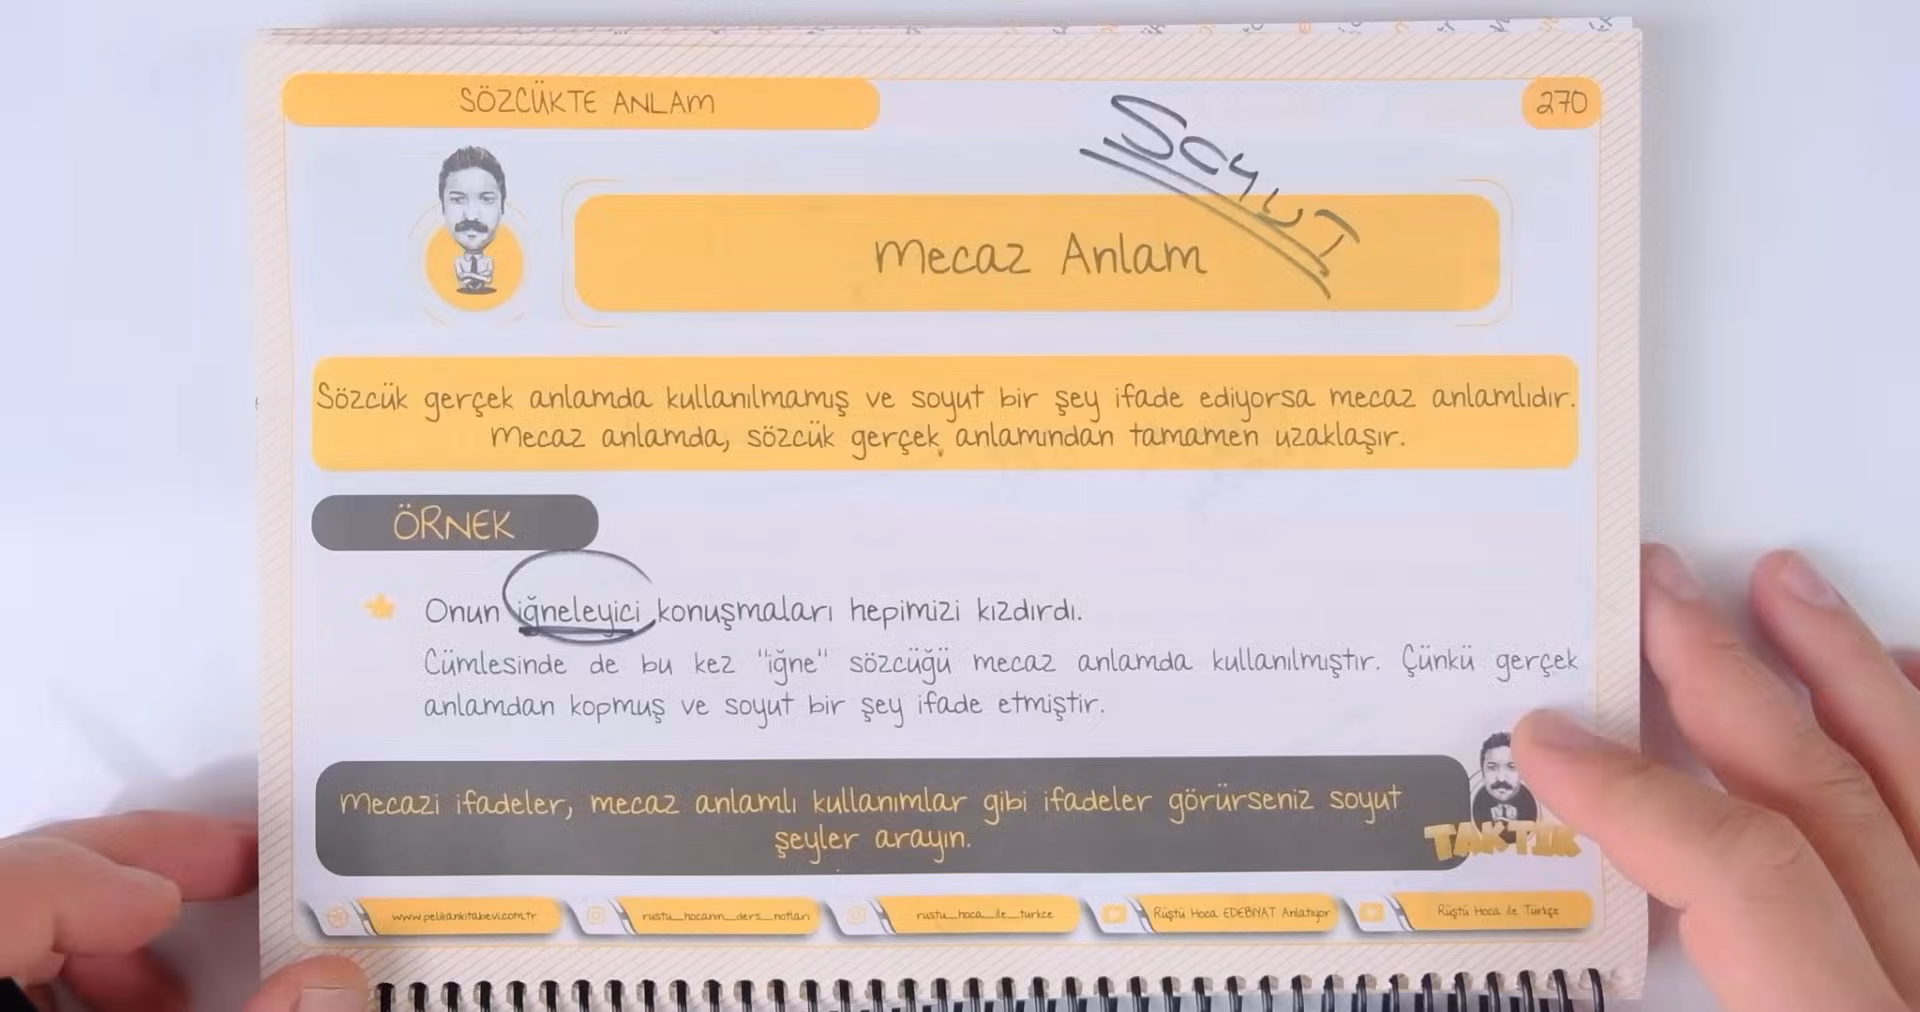 SÖZCÜKTE ANLAM
270
SOYUT
Mecaz Anlam
Sözcük gerçek anlamda kullanılmamış ve soyut bir şey ifade ediyorsa mecaz anlamlıdır.
Mecaz anlamda, sözcük gerçek anlamından tamamen uzaklaşır.
ÖRNEK
Onun iğneleyici konuşmaları hepimizi kızdırdı.
Cümlesinde de bu kez "iğne" sözcüğü mecaz anlamda kullanılmıştır. Çünkü gerçek
anlamdan kopmuş ve soyut bir şey ifade etmiştir.
Mecazi ifadeler, mecaz anlamlı kullanımlar gibi ifadeler görürseniz soyut
şeyler arayın.
TAKTİK
www.pelikankitabevi.com.tr
rustu_hocanın_ders_notları
rustu_hoca_ile_turkce
Rüştü Hoca EDEBİYAT Anlatıyor
Rüştü Hoca ile Türkçe